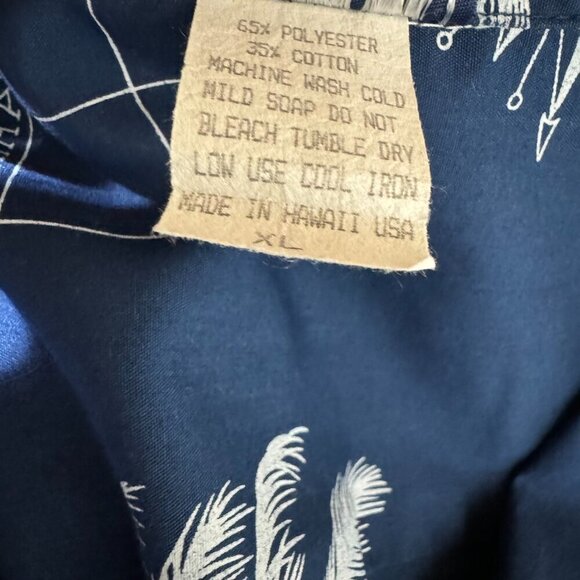 65% POLYESTER
35% COTTON
MACHINE WASH COLD
MILD SOAP DO NOT
BLEACH TUMBLE DRY
LOW USE COOL IRON
MADE IN HAWAII USA
XL